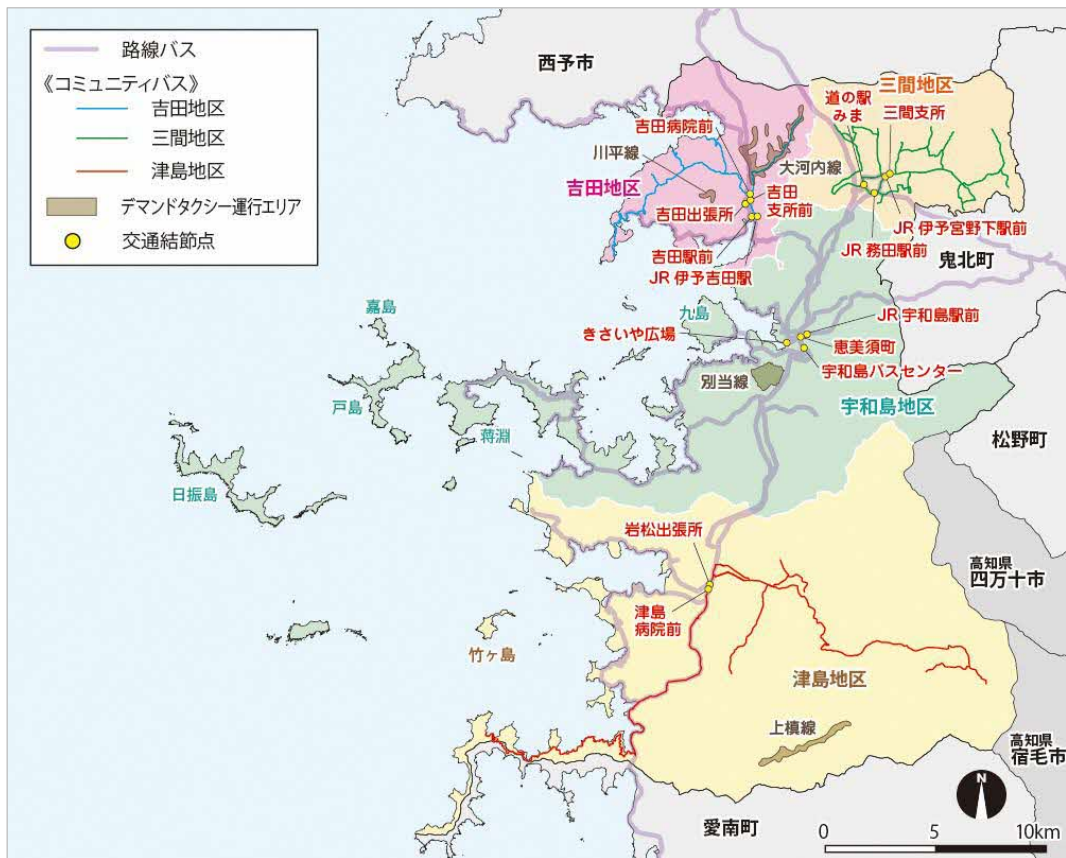 路線バス
《コミュニティバス》
吉田地区
三間地区
津島地区
デマンドタクシー運行エリア
交通結節点
西予市
三間地区
道の駅
みま
三間支所
吉田病院前
川平線
大河内線
吉田地区
吉田
支所前
吉田出張所
JR 伊予宮野下駅前
吉田駅前
JR 務田駅前
JR 伊予吉田駅
鬼北町
嘉島
九島
JR 宇和島駅前
きさいや広場
恵美須町
宇和島バスセンター
別当線
戸島
蒋淵
宇和島地区
松野町
日振島
岩松出張所
高知県
四万十市
津島
病院前
竹ヶ島
津島地区
上槙線
高知県
宿毛市
N
愛南町
0 5 10km